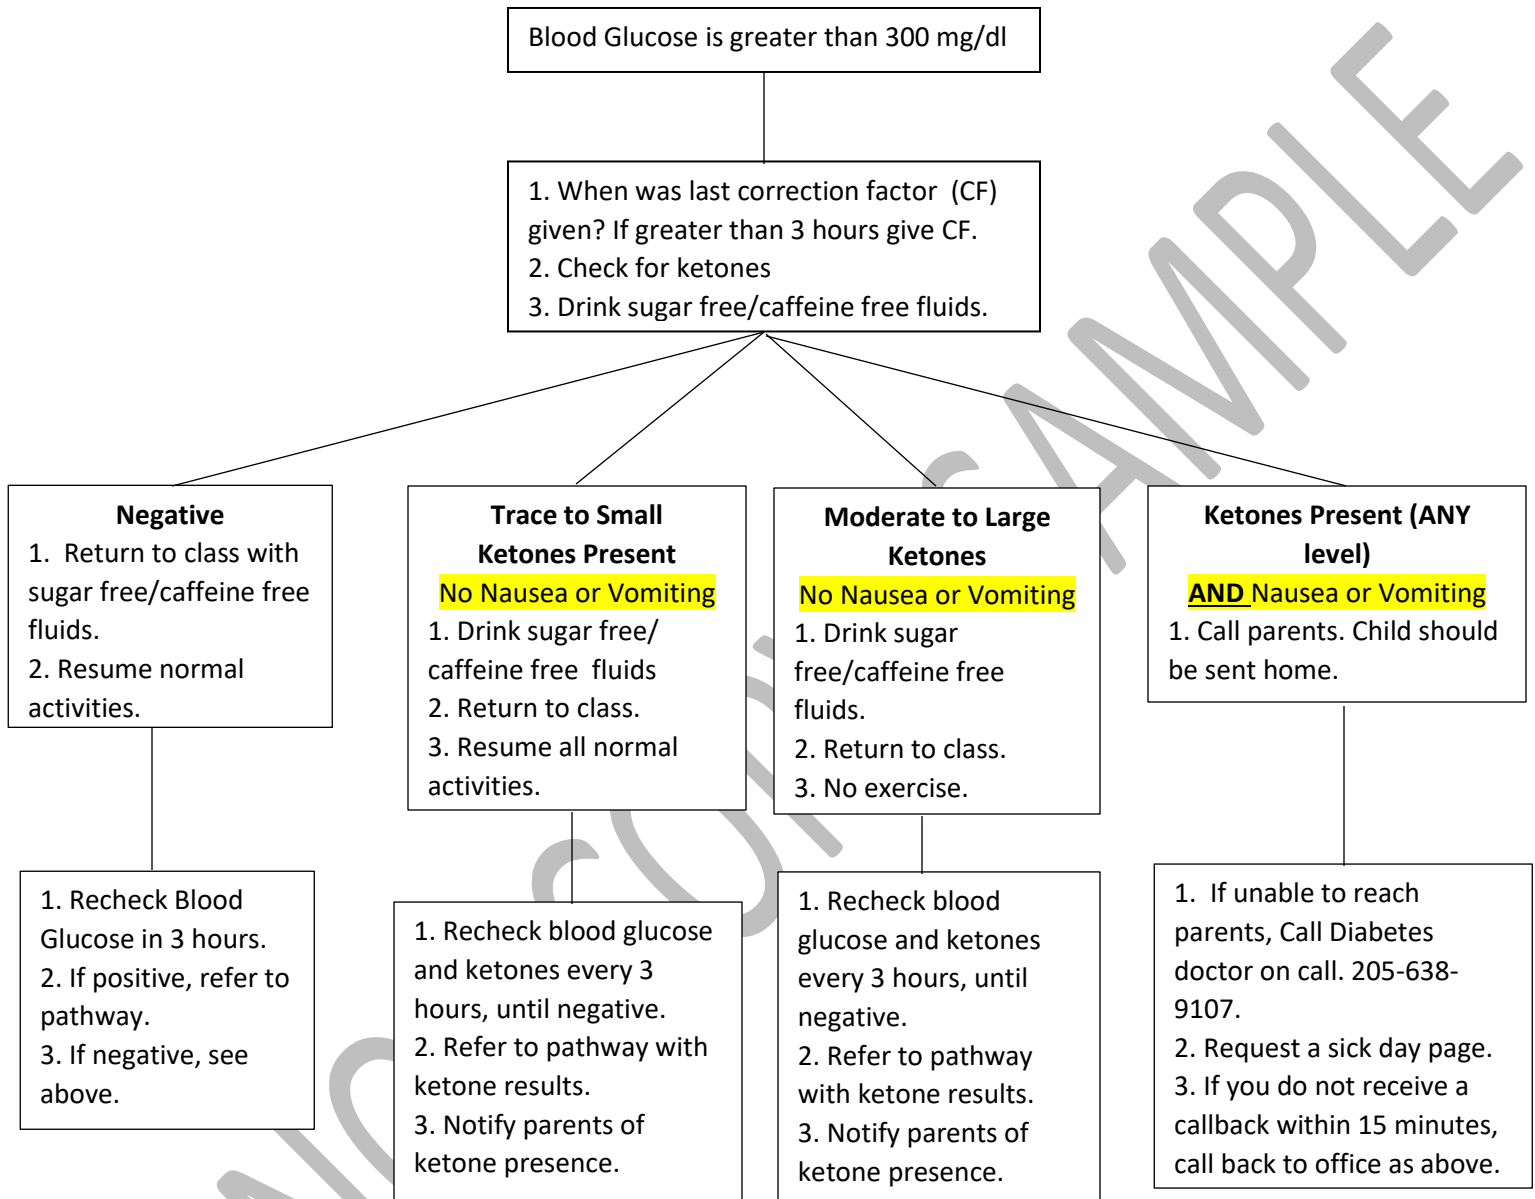 Blood Glucose is greater than 300 mg/dl
1. When was last correction factor  (CF)
given? If greater than 3 hours give CF.
2. Check for ketones
3. Drink sugar free/caffeine free fluids.
Negative
1.  Return to class with
sugar free/caffeine free
fluids.
2. Resume normal
activities.
Trace to Small
Ketones Present
No Nausea or Vomiting
1. Drink sugar free/
caffeine free  fluids
2. Return to class.
3. Resume all normal
activities.
Moderate to Large
Ketones
No Nausea or Vomiting
1. Drink sugar
free/caffeine free
fluids.
2. Return to class.
3. No exercise.
Ketones Present (ANY
level)
AND Nausea or Vomiting
1. Call parents. Child should
be sent home.
1. Recheck Blood
Glucose in 3 hours.
2. If positive, refer to
pathway.
3. If negative, see
above.
1. Recheck blood glucose
and ketones every 3
hours, until negative.
2. Refer to pathway with
ketone results.
3. Notify parents of
ketone presence.
1. Recheck blood
glucose and ketones
every 3 hours, until
negative.
2. Refer to pathway
with ketone results.
3. Notify parents of
ketone presence.
1.  If unable to reach
parents, Call Diabetes
doctor on call. 205-638-
9107.
2. Request a sick day page.
3. If you do not receive a
callback within 15 minutes,
call back to office as above.
SAMPLE